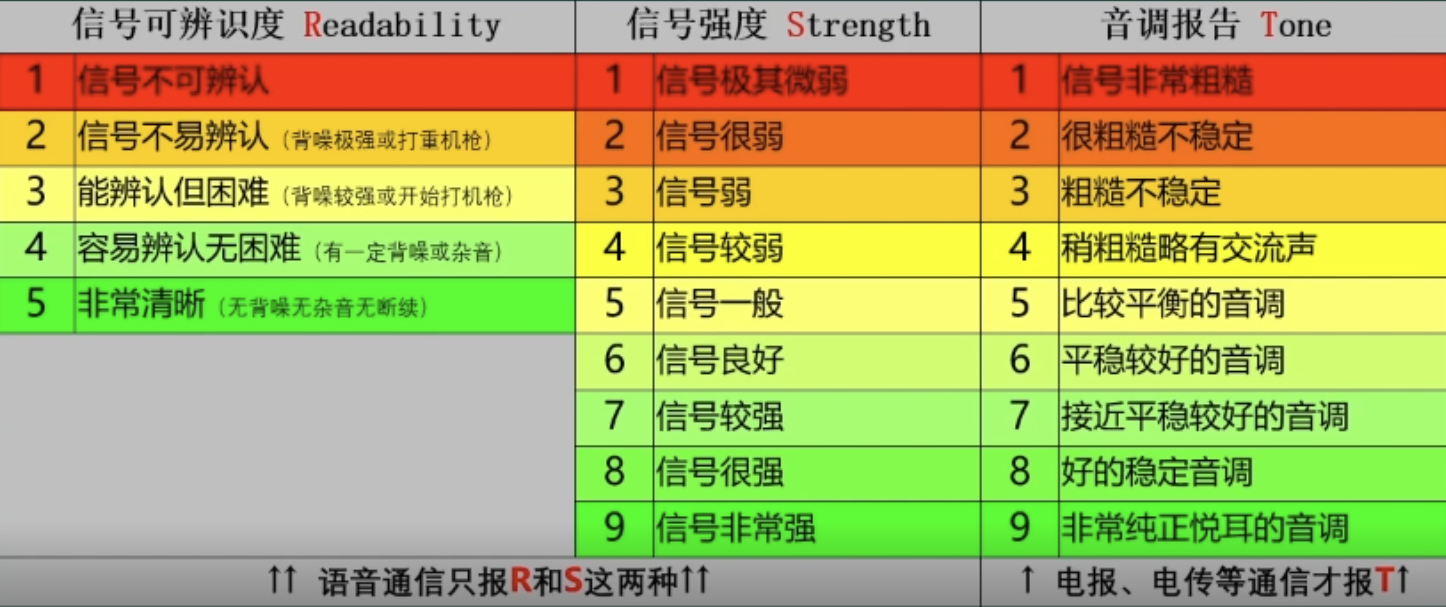 信号可辨识度 Readability 信号强度 Strength 音调报告 Tone
1 信号不可辨认 1 信号极其微弱 1 信号非常粗糙
2 信号不易辨认（背噪极强或打重机枪） 2 信号很弱 2 很粗糙不稳定
3 能辨认但困难（背噪较强或开始打机枪） 3 信号弱 3 粗糙不稳定
4 容易辨认无困难（有一定背噪或杂音） 4 信号较弱 4 稍粗糙略有交流声
5 非常清晰（无背噪无杂音无断续） 5 信号一般 5 比较平衡的音调
6 信号良好 6 平稳较好的音调
7 信号较强 7 接近平稳较好的音调
8 信号很强 8 好的稳定音调
9 信号非常强 9 非常纯正悦耳的音调
↑↑ 语音通信只报R和S这两种↑↑ ↑ 电报、电传等通信才报T↑